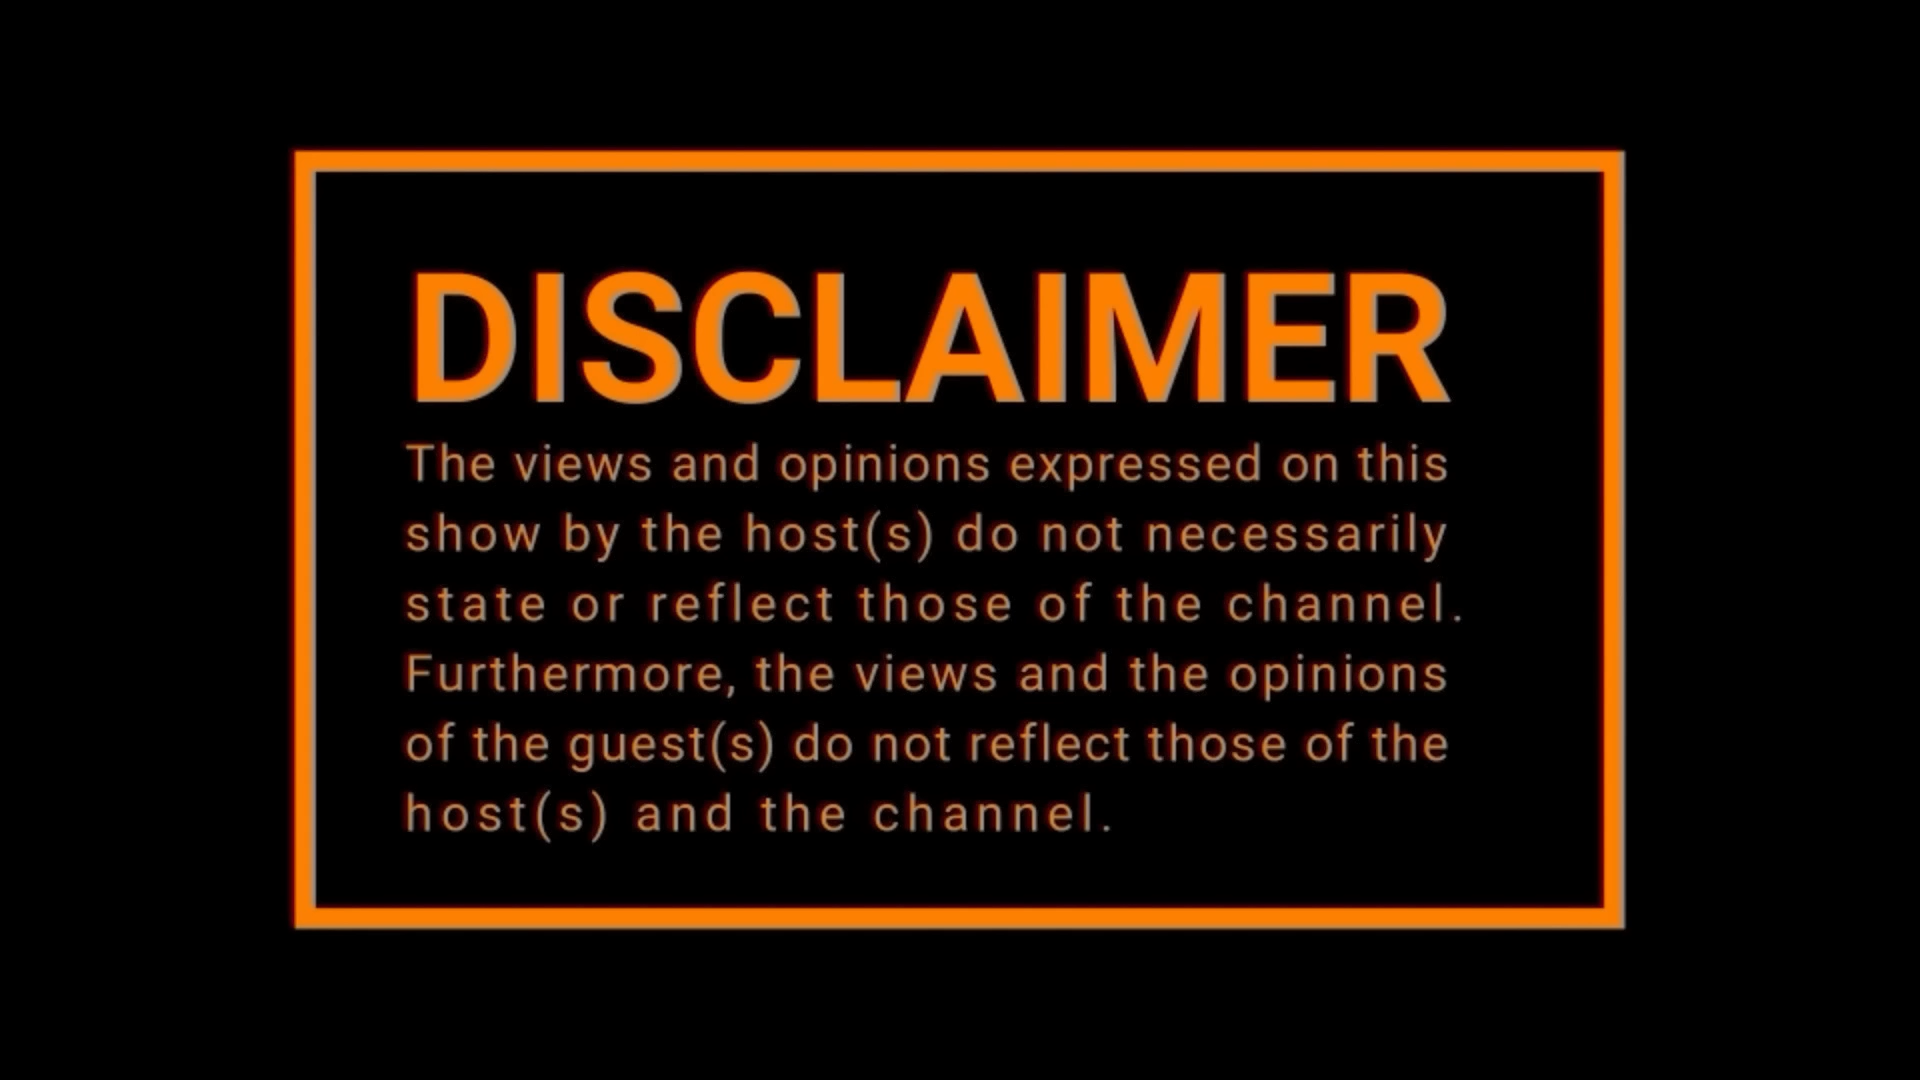 DISCLAIMER
The views and opinions expressed on this
show by the host(s) do not necessarily
state or reflect those of the channel.
Furthermore, the views and the opinions
of the guest(s) do not reflect those of the
host(s) and the channel.